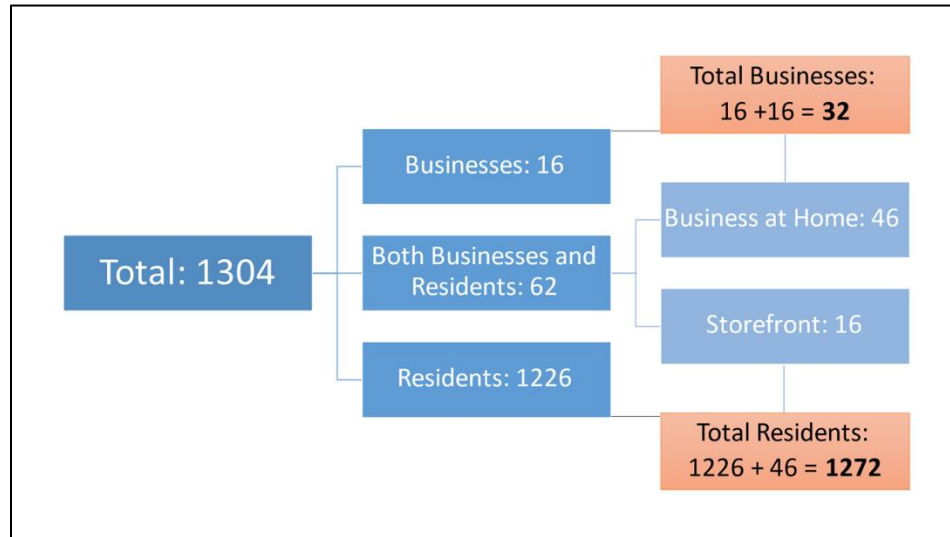 Total: 1304
Businesses: 16
Both Businesses and
Residents: 62
Residents: 1226
Total Businesses:
16 +16 = 32
Business at Home: 46
Storefront: 16
Total Residents:
1226 + 46 = 1272